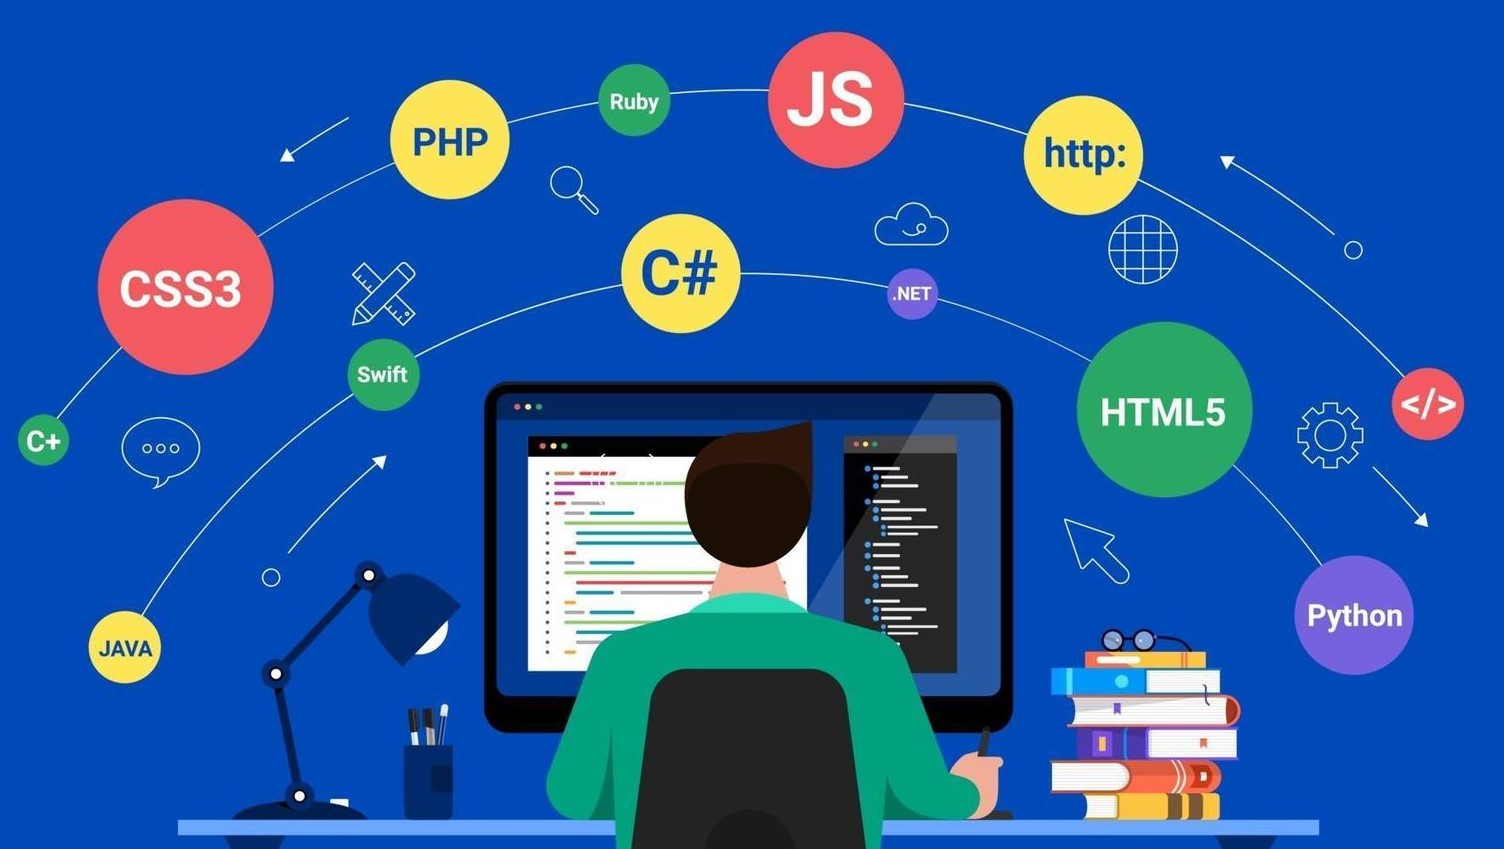 JS
Ruby
PHP
http:
C#
CSS3
.NET
Swift
</>
HTML5
C+
Python
JAVA